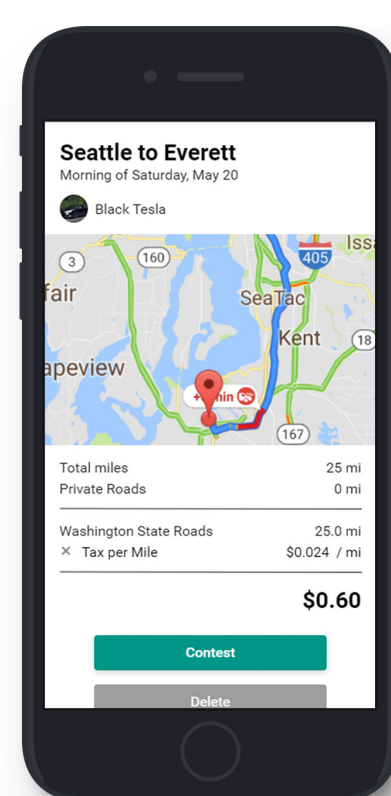 Seattle to Everett
Morning of Saturday, May 20
Black Tesla
Iss
405
3
160
fair
SeaTac
Kent
18
apeview
167
Total miles 25 mi
Private Roads 0 mi
Washington State Roads 25.0 mi
× Tax per Mile $0.024 / mi
$0.60
Contest
Delete